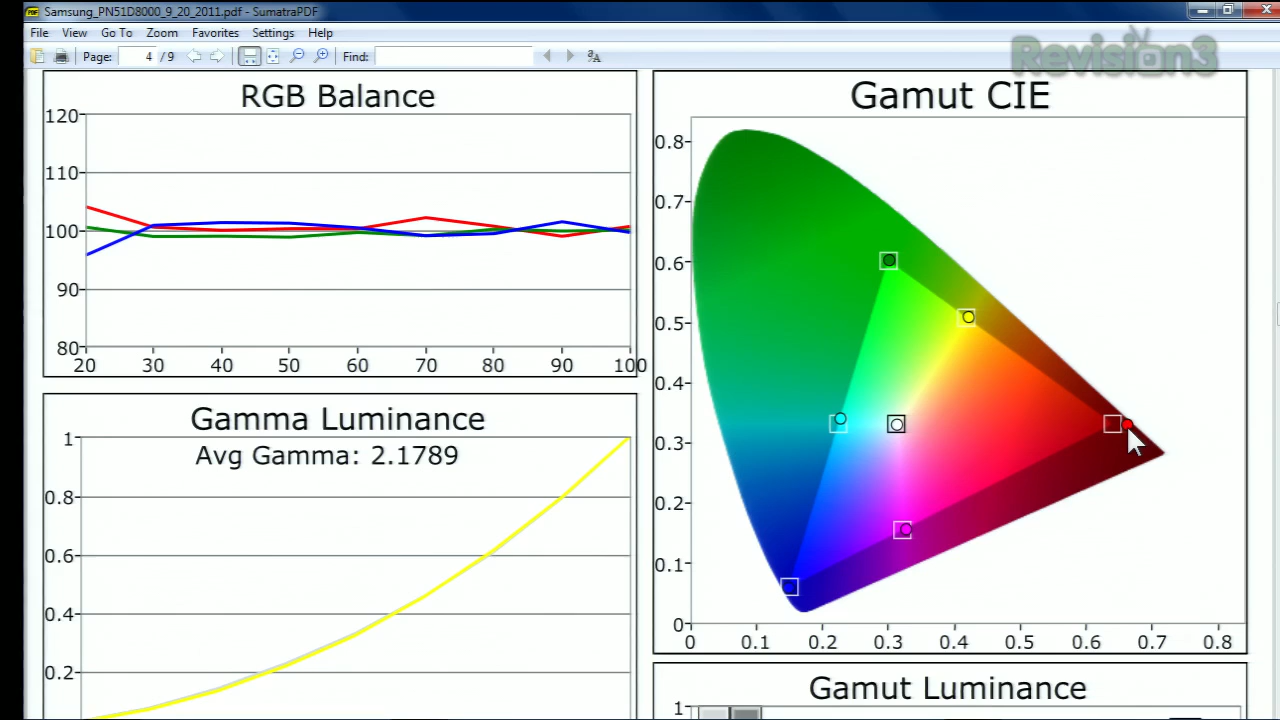 Samsung_PN51D8000_9_20_2011.pdf - SumatraPDF
File View Go To Zoom Favorites Settings Help
Page: 4 / 9 Find:
Revision3
RGB Balance
120
110
100
90
80
20 30 40 50 60 70 80 90 100
Gamma Luminance
Avg Gamma: 2.1789
1
0.8
0.6
0.4
0.2
Gamut CIE
0.8
0.7
0.6
0.5
0.4
0.3
0.2
0.1
0
0 0.1 0.2 0.3 0.4 0.5 0.6 0.7 0.8
Gamut Luminance
1